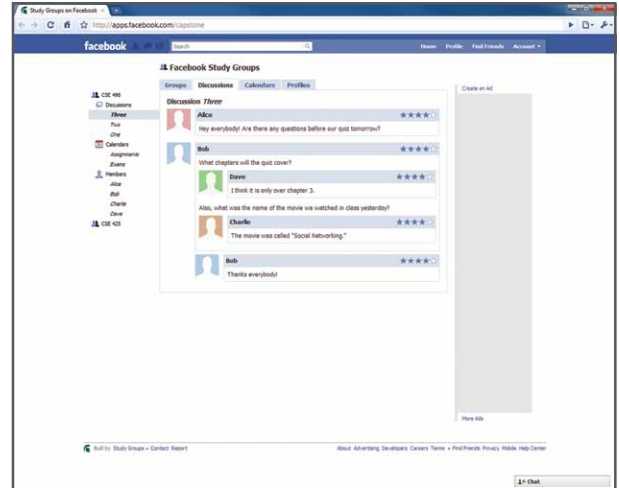 Study Groups on Facebook
http://apps.facebook.com/capstone
facebook
Search
Home Profile Find Friends Account
Facebook Study Groups
Groups Discussions Calendars Profiles
Create an Ad
CSE 498
Discussions
Three
Two
One
Calendars
Assignments
Exams
Members
Alice
Bob
Charlie
Dave
CSE 425
Discussion Three
Alice
Hey everybody! Are there any questions before our quiz tomorrow?
Bob
What chapters will the quiz cover?
Dave
I think it is only over chapter 3.
Also, what was the name of the movie we watched in class yesterday?
Charlie
The movie was called "Social Networking."
Bob
Thanks everybody!
More Ads
Built by Study Groups • Contact Report
About Advertising Developers Careers Terms • Find Friends Privacy Mobile Help Center
Chat